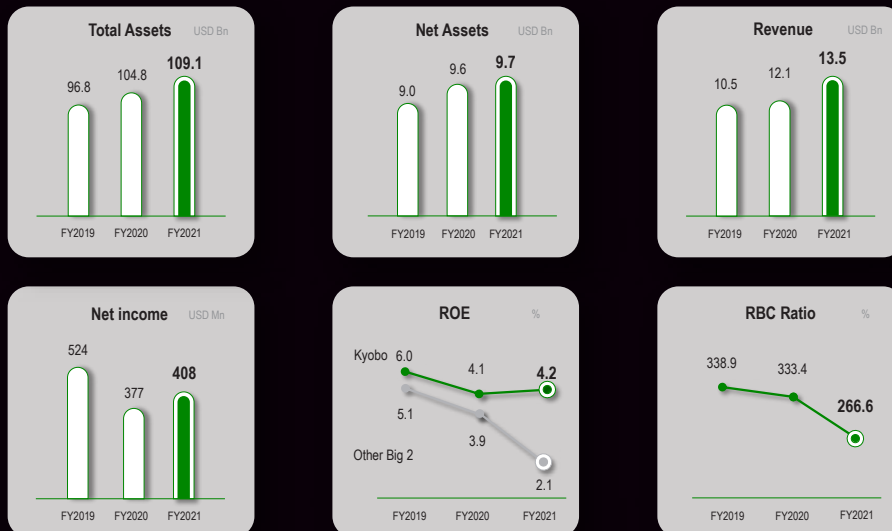 Total Assets USD Bn
96.8 104.8 109.1
FY2019 FY2020 FY2021
Net Assets USD Bn
9.0 9.6 9.7
FY2019 FY2020 FY2021
Revenue USD Bn
10.5 12.1 13.5
FY2019 FY2020 FY2021
Net income USD Mn
524 377 408
FY2019 FY2020 FY2021
ROE %
Kyobo 6.0 4.1 4.2
5.1 3.9
Other Big 2
2.1
FY2019 FY2020 FY2021
RBC Ratio %
338.9 333.4 266.6
FY2019 FY2020 FY2021